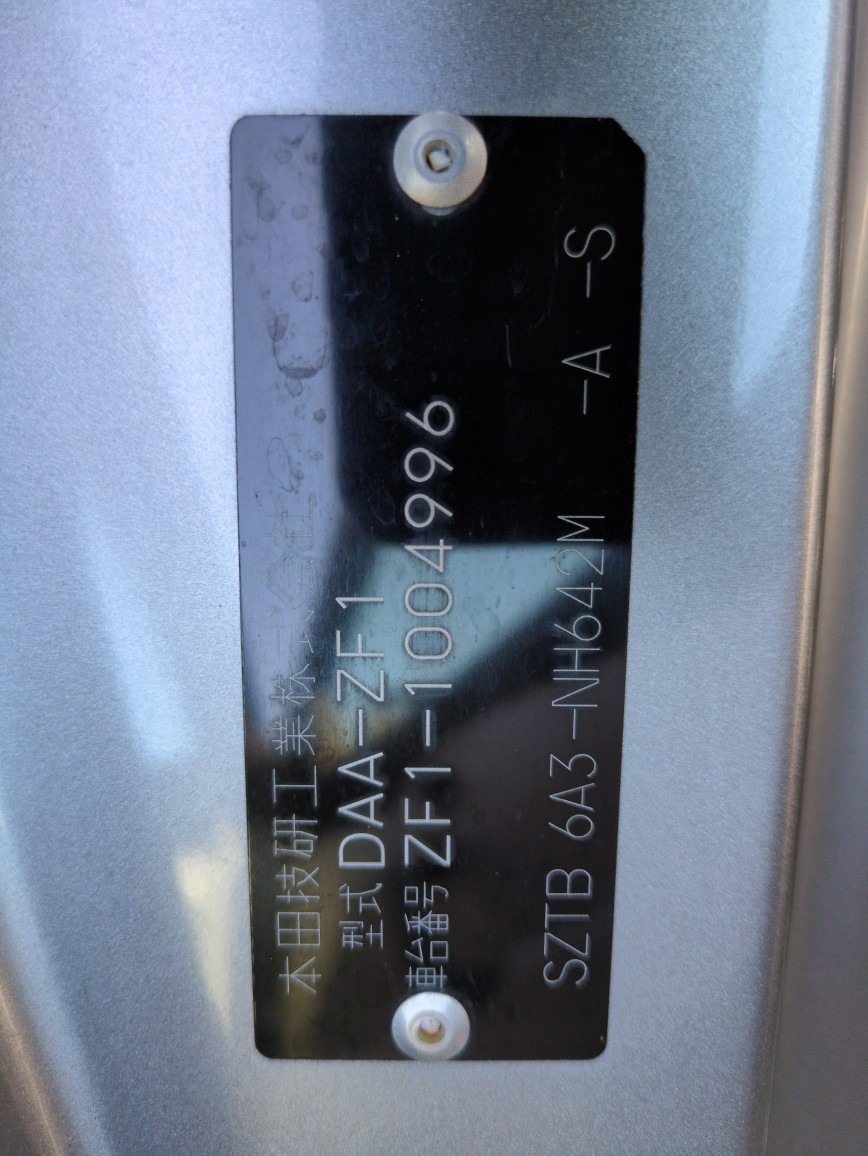 本田技研工業株式会社
型式 DAA-ZF1
車台番号 ZF1-1004996
SZTB 6A3-NH642M -A -S